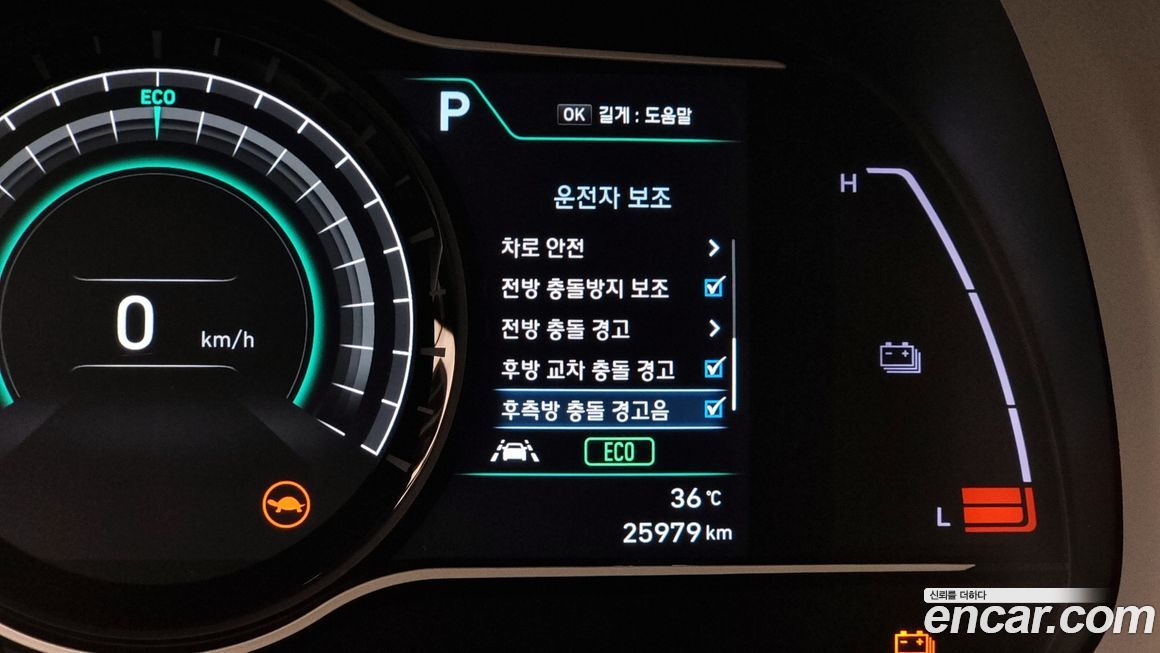 ECO
P
OK 길게 : 도움말
운전자 보조
차로 안전
전방 충돌방지 보조
전방 충돌 경고
후방 교차 충돌 경고
후측방 충돌 경고음
ECO
36 ℃
25979 km
0 km/h
H
L
신뢰를 더하다
encar.com